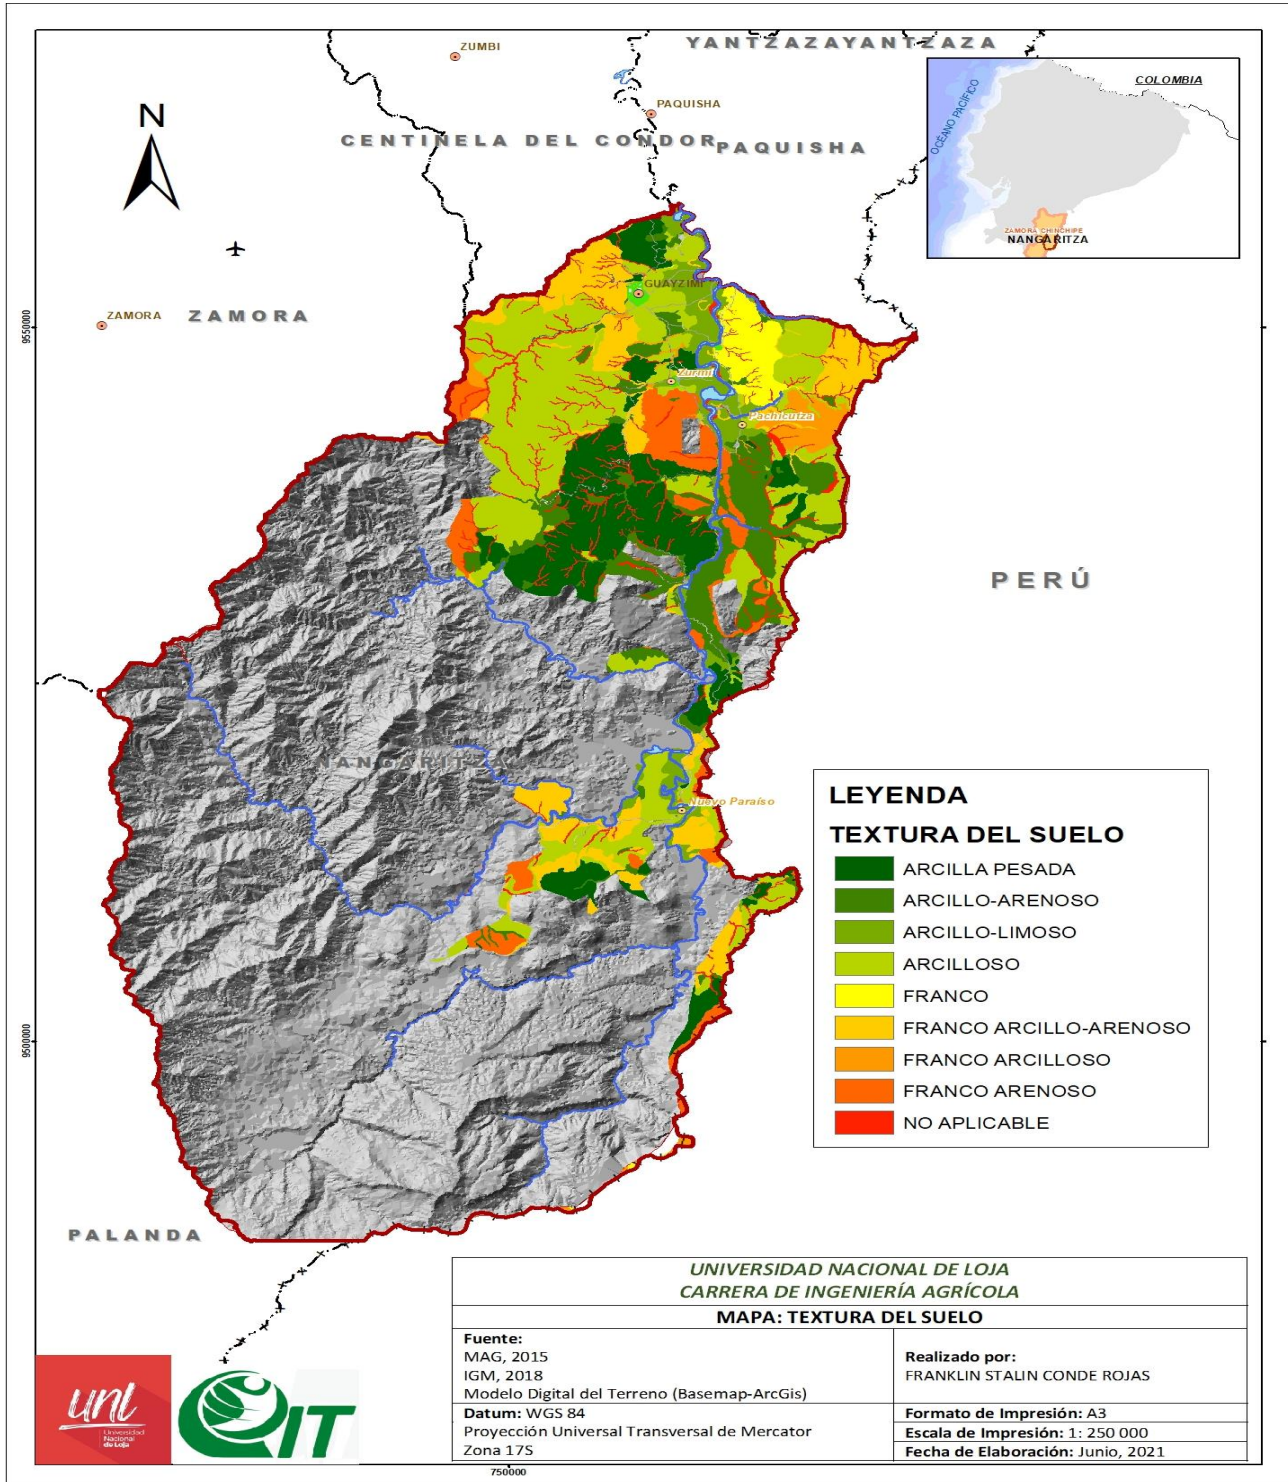 YANTZAZAYANTZAZA
ZUMBI
PAQUISHA
CENTINELA DEL CONDOR
PAQUISHA
N
COLOMBIA
OCÉANO PACÍFICO
ZAMORA CHINCHIPE
NANGARITZA
GUAYZIMI
ZAMORA
ZAMORA
9550000
Zurmi
Pachicutza
PERÚ
NANGARITZA
Nuevo Paraíso
LEYENDA
TEXTURA DEL SUELO
ARCILLA PESADA
ARCILLO-ARENOSO
ARCILLO-LIMOSO
ARCILLOSO
FRANCO
FRANCO ARCILLO-ARENOSO
FRANCO ARCILLOSO
FRANCO ARENOSO
NO APLICABLE
9500000
PALANDA
UNIVERSIDAD NACIONAL DE LOJA
CARRERA DE INGENIERÍA AGRÍCOLA
MAPA: TEXTURA DEL SUELO
Fuente:
MAG, 2015
IGM, 2018
Modelo Digital del Terreno (Basemap-ArcGis)
Realizado por:
FRANKLIN STALIN CONDE ROJAS
Datum: WGS 84
Proyección Universal Transversal de Mercator
Zona 17S
Formato de Impresión: A3
Escala de Impresión: 1: 250 000
Fecha de Elaboración: Junio, 2021
unl
Universidad
Nacional
de Loja
IT
750000